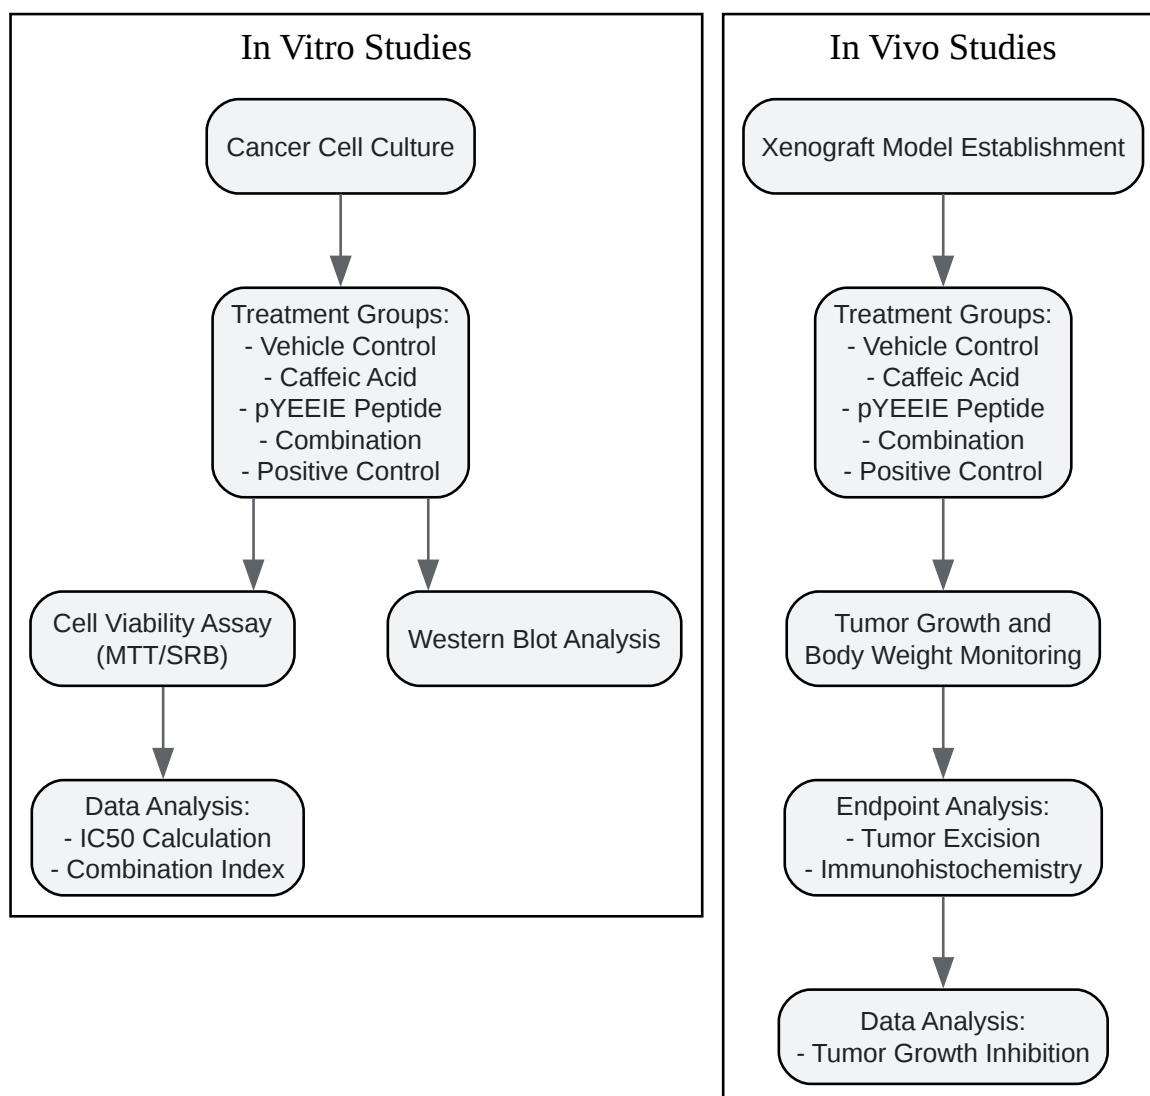 In Vitro Studies
Cancer Cell Culture
Treatment Groups:
- Vehicle Control
- Caffeic Acid
- pYEEIE Peptide
- Combination
- Positive Control
Cell Viability Assay
(MTT/SRB)
Western Blot Analysis
Data Analysis:
- IC50 Calculation
- Combination Index
In Vivo Studies
Xenograft Model Establishment
Treatment Groups:
- Vehicle Control
- Caffeic Acid
- pYEEIE Peptide
- Combination
- Positive Control
Tumor Growth and
Body Weight Monitoring
Endpoint Analysis:
- Tumor Excision
- Immunohistochemistry
Data Analysis:
- Tumor Growth Inhibition